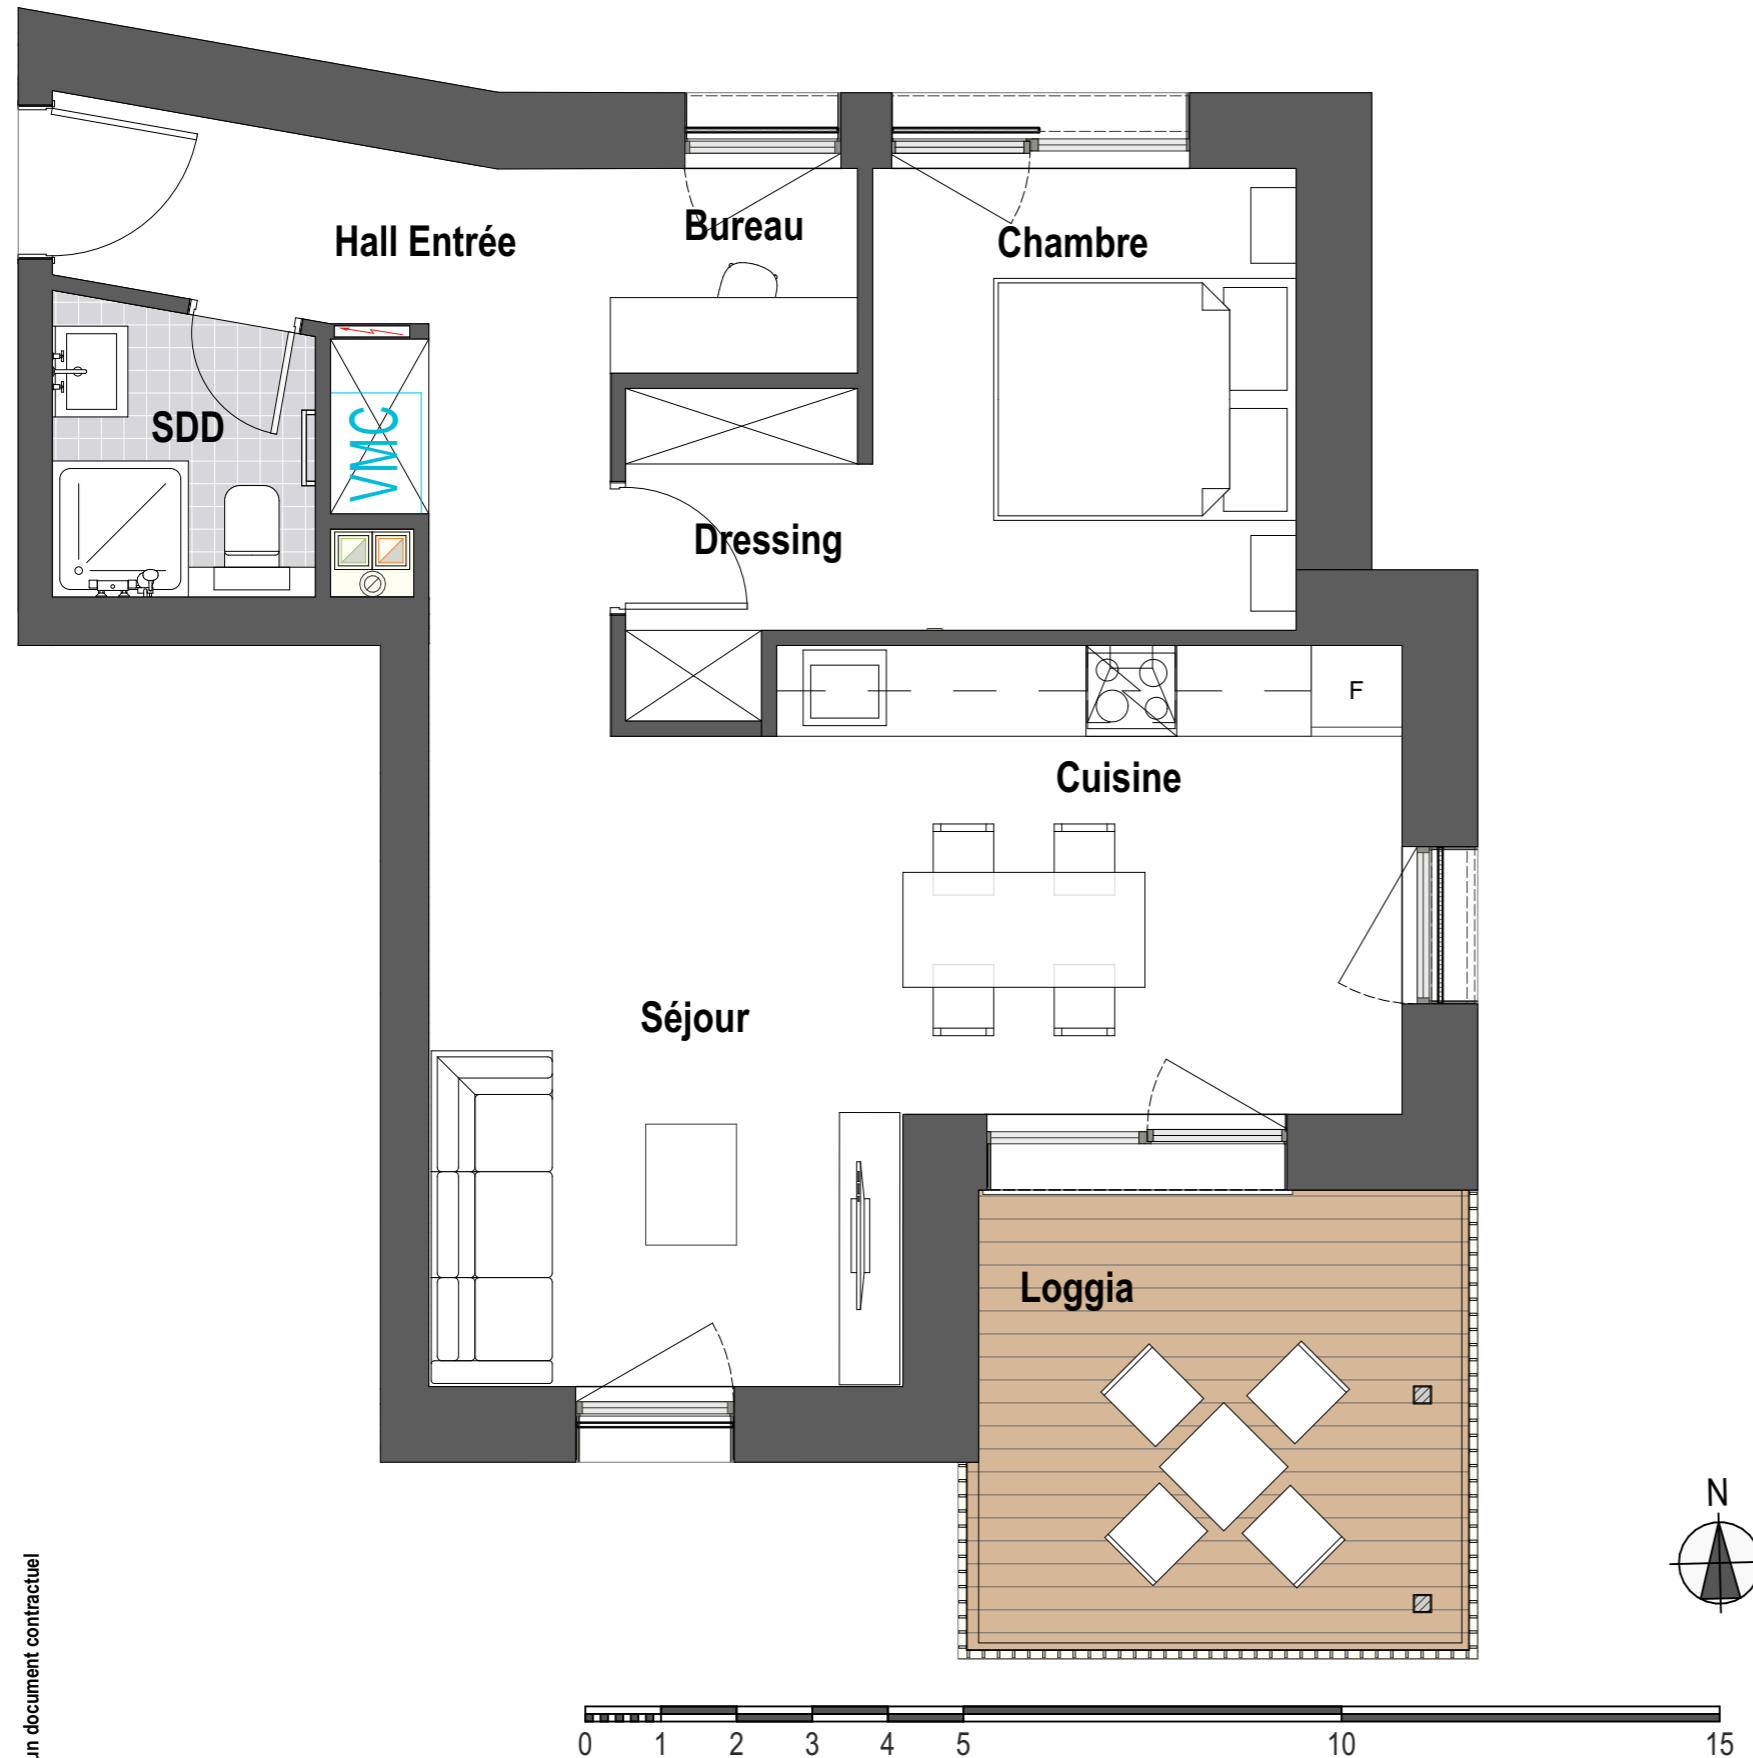 Hall Entrée
Bureau
Chambre
SDD
VMC
Dressing
F
Cuisine
Séjour
Loggia
N
un document contractuel
0 1 2 3 4 5 10 15